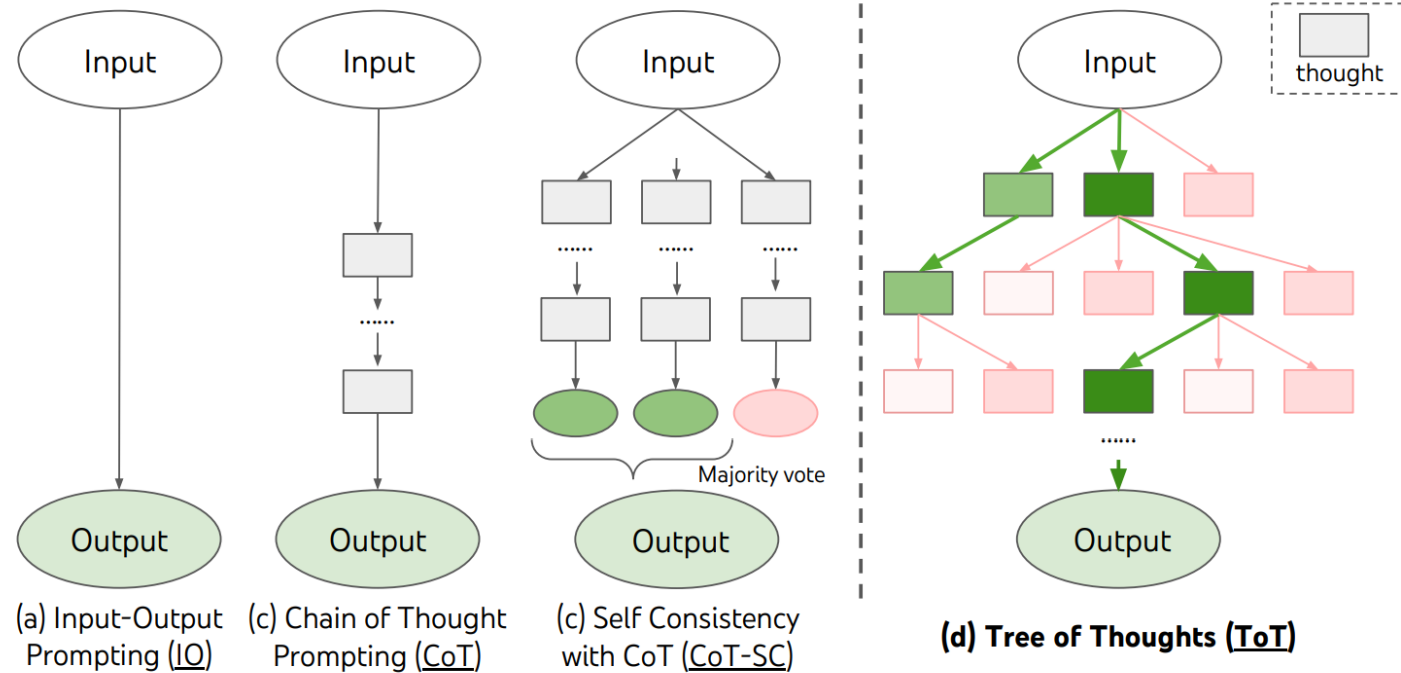 Input
Input
Input
Input
thought
......
......
......
......
......
Majority vote
Output
Output
Output
Output
(a) Input-Output
Prompting (IO)
(c) Chain of Thought
Prompting (CoT)
(c) Self Consistency
with CoT (CoT-SC)
(d) Tree of Thoughts (ToT)